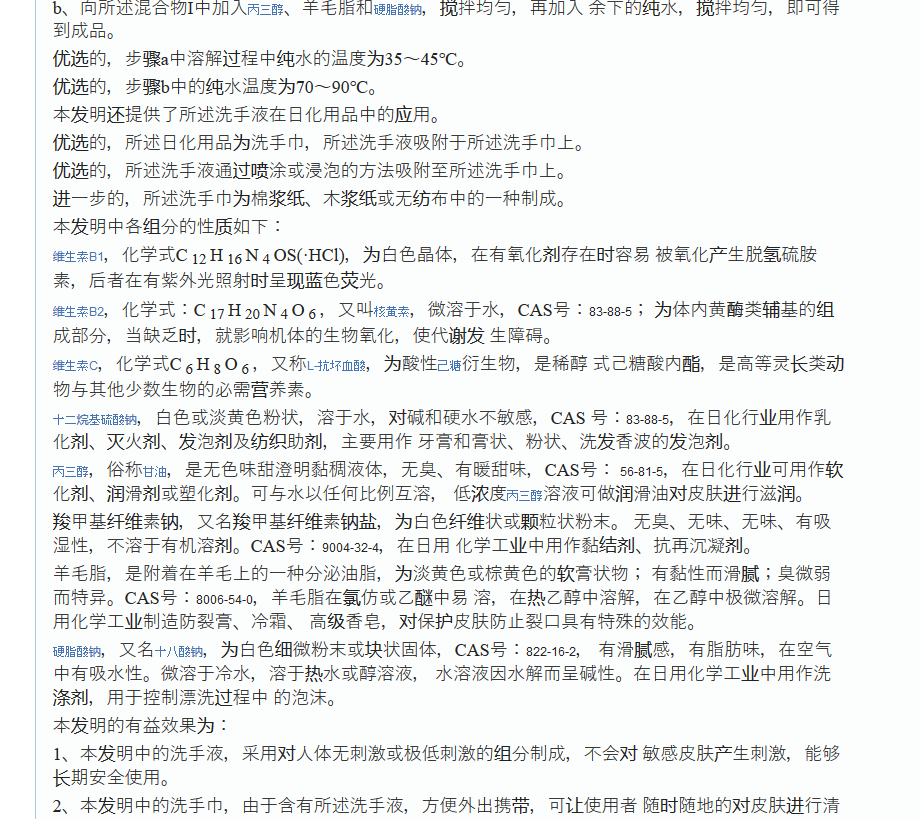 b、向所述混合物I中加入丙三醇、羊毛脂和硬脂酸钠，搅拌均匀，再加入 余下的纯水，搅拌均匀，即可得
到成品。
优选的，步骤a中溶解过程中纯水的温度为35～45℃。
优选的，步骤b中的纯水温度为70～90℃。
本发明还提供了所述洗手液在日化用品中的应用。
优选的，所述日化用品为洗手巾，所述洗手液吸附于所述洗手巾上。
优选的，所述洗手液通过喷涂或浸泡的方法吸附至所述洗手巾上。
进一步的，所述洗手巾为棉浆纸、木浆纸或无纺布中的一种制成。
本发明中各组分的性质如下：
维生素B1，化学式C 12 H 16 N 4 OS(·HCl)，为白色晶体，在有氧化剂存在时容易 被氧化产生脱氢硫胺
素，后者在有紫外光照射时呈现蓝色荧光。
维生素B2，化学式：C 17 H 20 N 4 O 6 ，又叫核黄素，微溶于水，CAS号：83-88-5；为体内黄酶类辅基的组
成部分，当缺乏时，就影响机体的生物氧化，使代谢发 生障碍。
维生素C，化学式C 6 H 8 O 6 ，又称L-抗坏血酸，为酸性己糖衍生物，是稀醇 式己糖酸内酯，是高等灵长类动
物与其他少数生物的必需营养素。
十二烷基硫酸钠，白色或淡黄色粉状，溶于水，对碱和硬水不敏感，CAS 号：83-88-5，在日化行业用作乳
化剂、灭火剂、发泡剂及纺织助剂，主要用作 牙膏和膏状、粉状、洗发香波的发泡剂。
丙三醇，俗称甘油，是无色味甜澄明黏稠液体，无臭、有暖甜味，CAS号： 56-81-5，在日化行业可用作软
化剂、润滑剂或塑化剂。可与水以任何比例互溶， 低浓度丙三醇溶液可做润滑油对皮肤进行滋润。
羧甲基纤维素钠，又名羧甲基纤维素钠盐，为白色纤维状或颗粒状粉末。 无臭、无味、无味、有吸
湿性，不溶于有机溶剂。CAS号：9004-32-4，在日用 化学工业中用作黏结剂、抗再沉凝剂。
羊毛脂，是附着在羊毛上的一种分泌油脂，为淡黄色或棕黄色的软膏状物；有黏性而滑腻；臭微弱
而特异。CAS号：8006-54-0，羊毛脂在氯仿或乙醚中易 溶，在热乙醇中溶解，在乙醇中极微溶解。日
用化学工业制造防裂膏、冷霜、 高级香皂，对保护皮肤防止裂口具有特殊的效能。
硬脂酸钠，又名十八酸钠，为白色细微粉末或块状固体，CAS号：822-16-2， 有滑腻感，有脂肪味，在空气
中有吸水性。微溶于冷水，溶于热水或醇溶液， 水溶液因水解而呈碱性。在日用化学工业中用作洗
涤剂，用于控制漂洗过程中 的泡沫。
本发明的有益效果为：
1、本发明中的洗手液，采用对人体无刺激或极低刺激的组分制成，不会对 敏感皮肤产生刺激，能够
长期安全使用。
2、本发明中的洗手巾，由于含有所述洗手液，方便外出携带，可让使用者 随时随地的对皮肤进行清